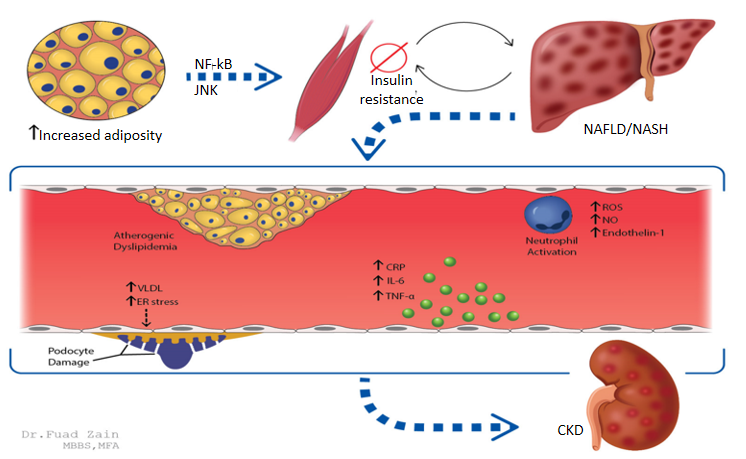 NF-kB
JNK
↑Increased adiposity
Insulin
resistance
NAFLD/NASH
Atherogenic
Dyslipidemia
↑ROS
↑NO
↑Endothelin-1
Neutrophil
Activation
↑CRP
↑IL-6
↑TNF-α
↑VLDL
↑ER stress
Podocyte
Damage
CKD
Dr.Fuad Zain
MBBS,MFA